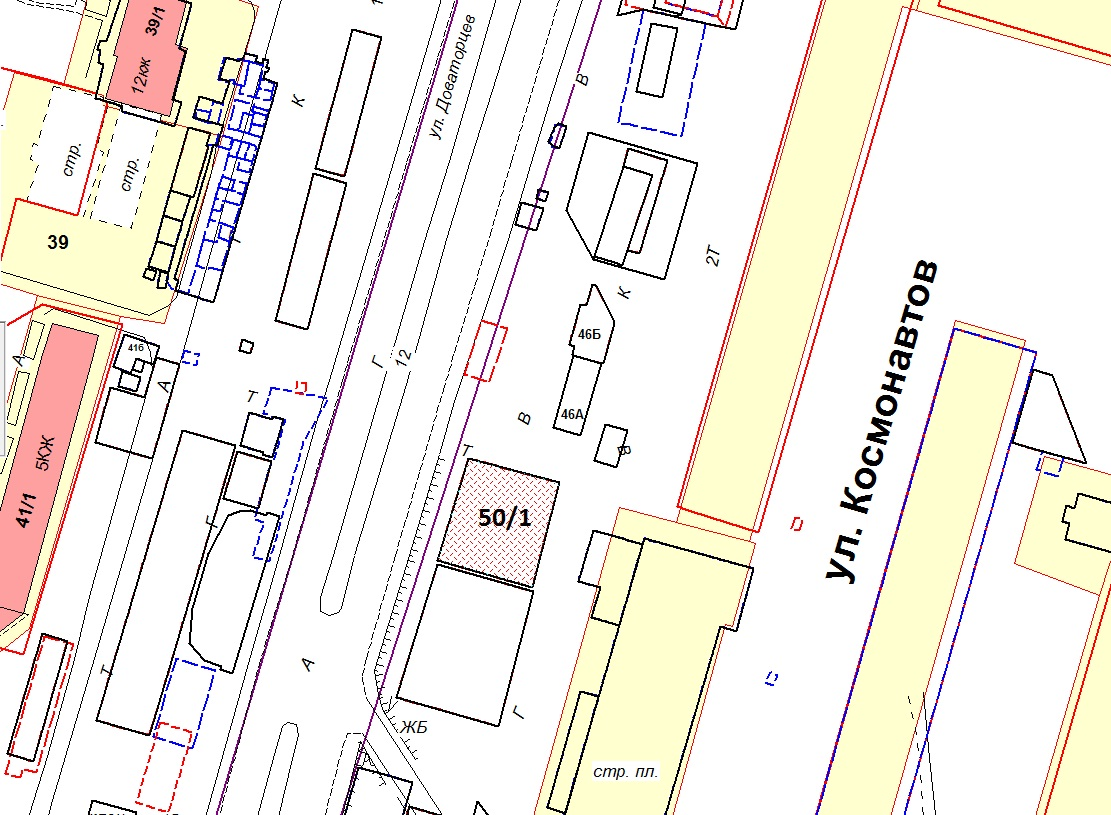 39/1
12кж
К
ул. Доваторцев
В
стр.
стр.
39
Г
2Т
К
ул. Космонавтов
46Б
41б
А
А
Г
12
Т
46А
В
В
5КЖ
Т
41/1
Г
50/1
А
Т
Г
ЖБ
стр. пл.